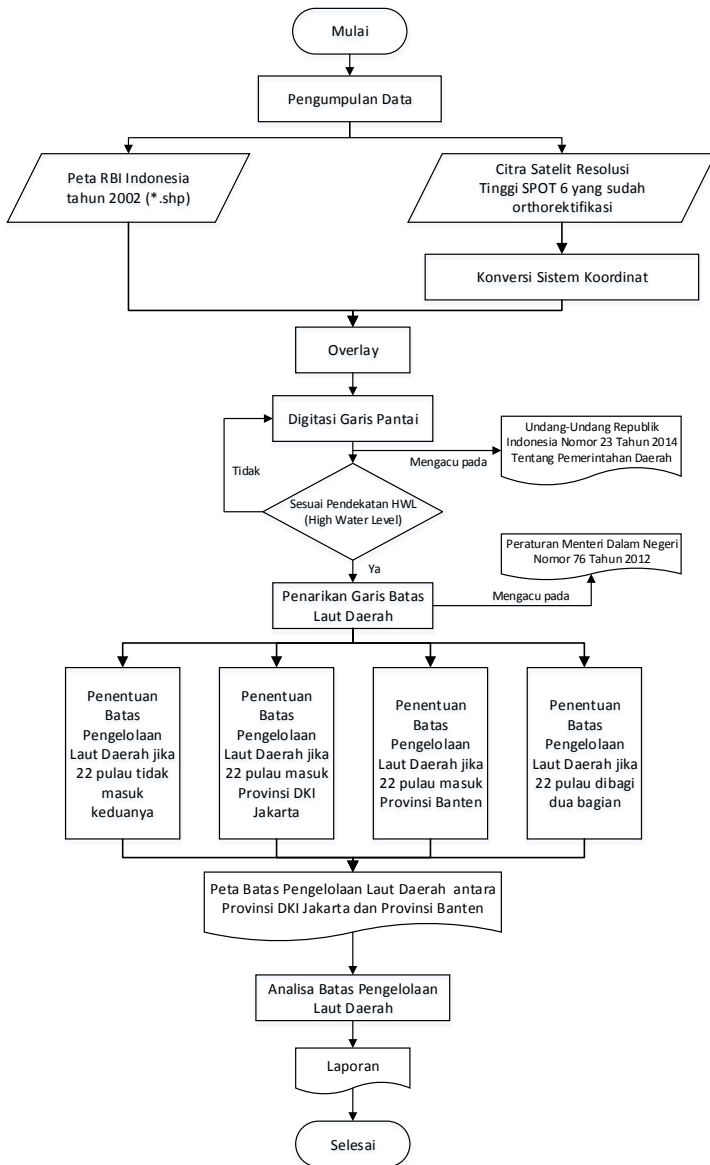 Mulai
Pengumpulan Data
Peta RBI Indonesia
tahun 2002 (*.shp)
Citra Satelit Resolusi
Tinggi SPOT 6 yang sudah
orthorektifikasi
Konversi Sistem Koordinat
Overlay
Digitasi Garis Pantai
Undang-Undang Republik
Indonesia Nomor 23 Tahun 2014
Tentang Pemerintahan Daerah
Mengacu pada
Tidak
Sesuai Pendekatan HWL
(High Water Level)
Ya
Peraturan Menteri Dalam Negeri
Nomor 76 Tahun 2012
Penarikan Garis Batas
Laut Daerah
Mengacu pada
Penentuan
Batas
Pengelolaan
Laut Daerah jika
22 pulau tidak
masuk
keduanya
Penentuan
Batas
Pengelolaan
Laut Daerah jika
22 pulau masuk
Provinsi DKI
Jakarta
Penentuan
Batas
Pengelolaan
Laut Daerah jika
22 pulau masuk
Provinsi Banten
Penentuan
Batas
Pengelolaan
Laut Daerah jika
22 pulau dibagi
dua bagian
Peta Batas Pengelolaan Laut Daerah antara
Provinsi DKI Jakarta dan Provinsi Banten
Analisa Batas Pengelolaan
Laut Daerah
Laporan
Selesai